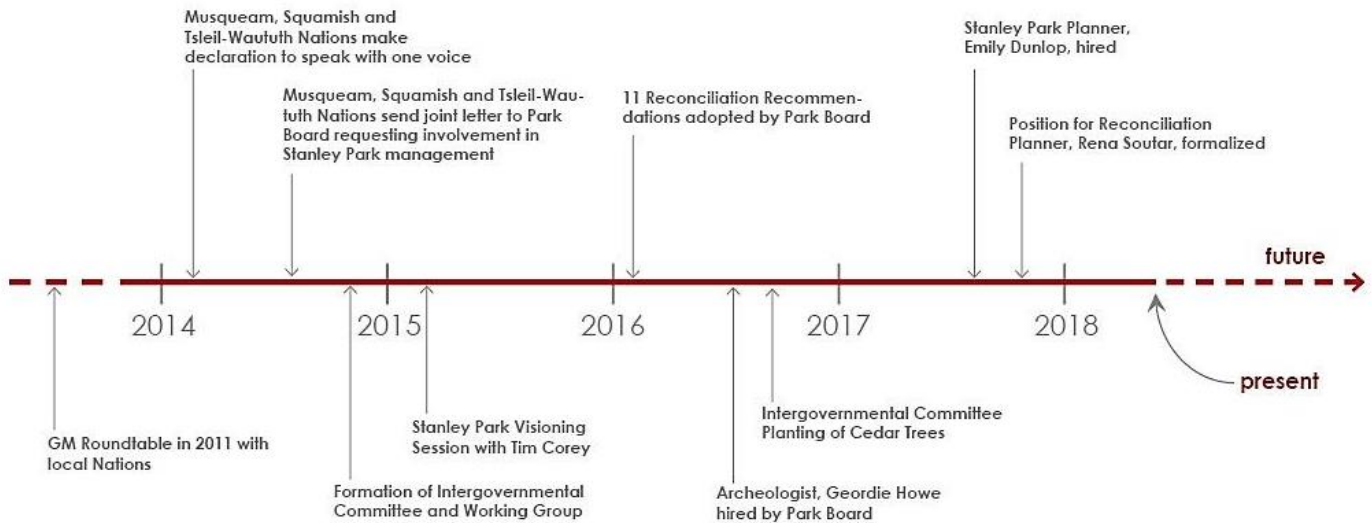 Musqueam, Squamish and
Tsleil-Waututh Nations make
declaration to speak with one voice
Musqueam, Squamish and Tsleil-Wau-
tuth Nations send joint letter to Park
Board requesting involvement in
Stanley Park management
11 Reconciliation Recommen-
dations adopted by Park Board
Stanley Park Planner,
Emily Dunlop, hired
Position for Reconciliation
Planner, Rena Soutar, formalized
future
2014
2015
2016
2017
2018
present
GM Roundtable in 2011 with
local Nations
Formation of Intergovernmental
Committee and Working Group
Stanley Park Visioning
Session with Tim Corey
Archeologist, Geordie Howe
hired by Park Board
Intergovernmental Committee
Planting of Cedar Trees